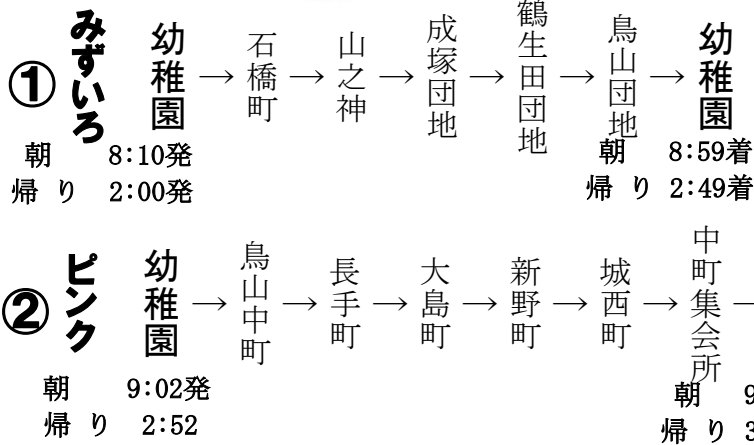 ① みずいろ 幼稚園 → 石橋町 → 山之神 → 成塚団地 → 鶴生田団地 → 鳥山団地 → 幼稚園
朝 8:10発 朝 8:59着
帰り 2:00発 帰り 2:49着
② ピンク 幼稚園 → 鳥山中町 → 長手町 → 大島町 → 新野町 → 城西町 → 中町集会所
朝 9:02発 朝 9
帰り 2:52 帰り 3